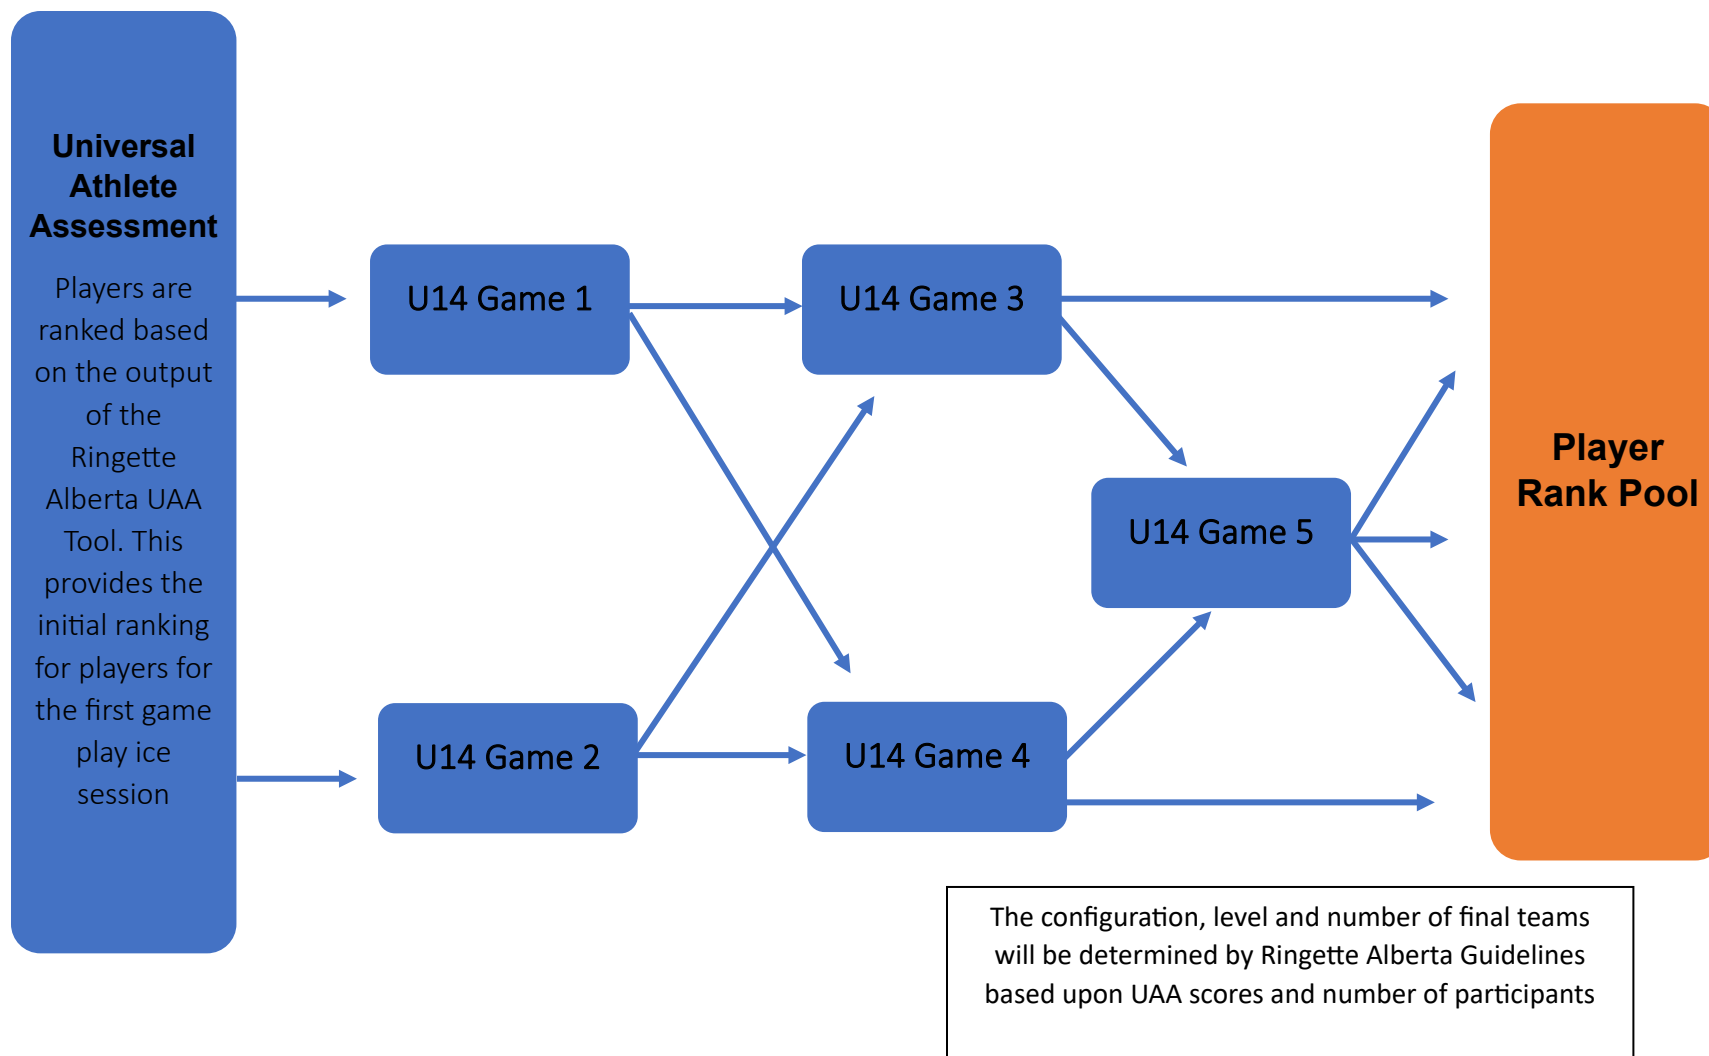 Universal
Athlete
Assessment
Players are
ranked based
on the output
of the
Ringette
Alberta UAA
Tool. This
provides the
initial ranking
for players for
the first game
play ice
session
U14 Game 1
U14 Game 3
U14 Game 5
U14 Game 2
U14 Game 4
Player
Rank Pool
The configuration, level and number of final teams
will be determined by Ringette Alberta Guidelines
based upon UAA scores and number of participants